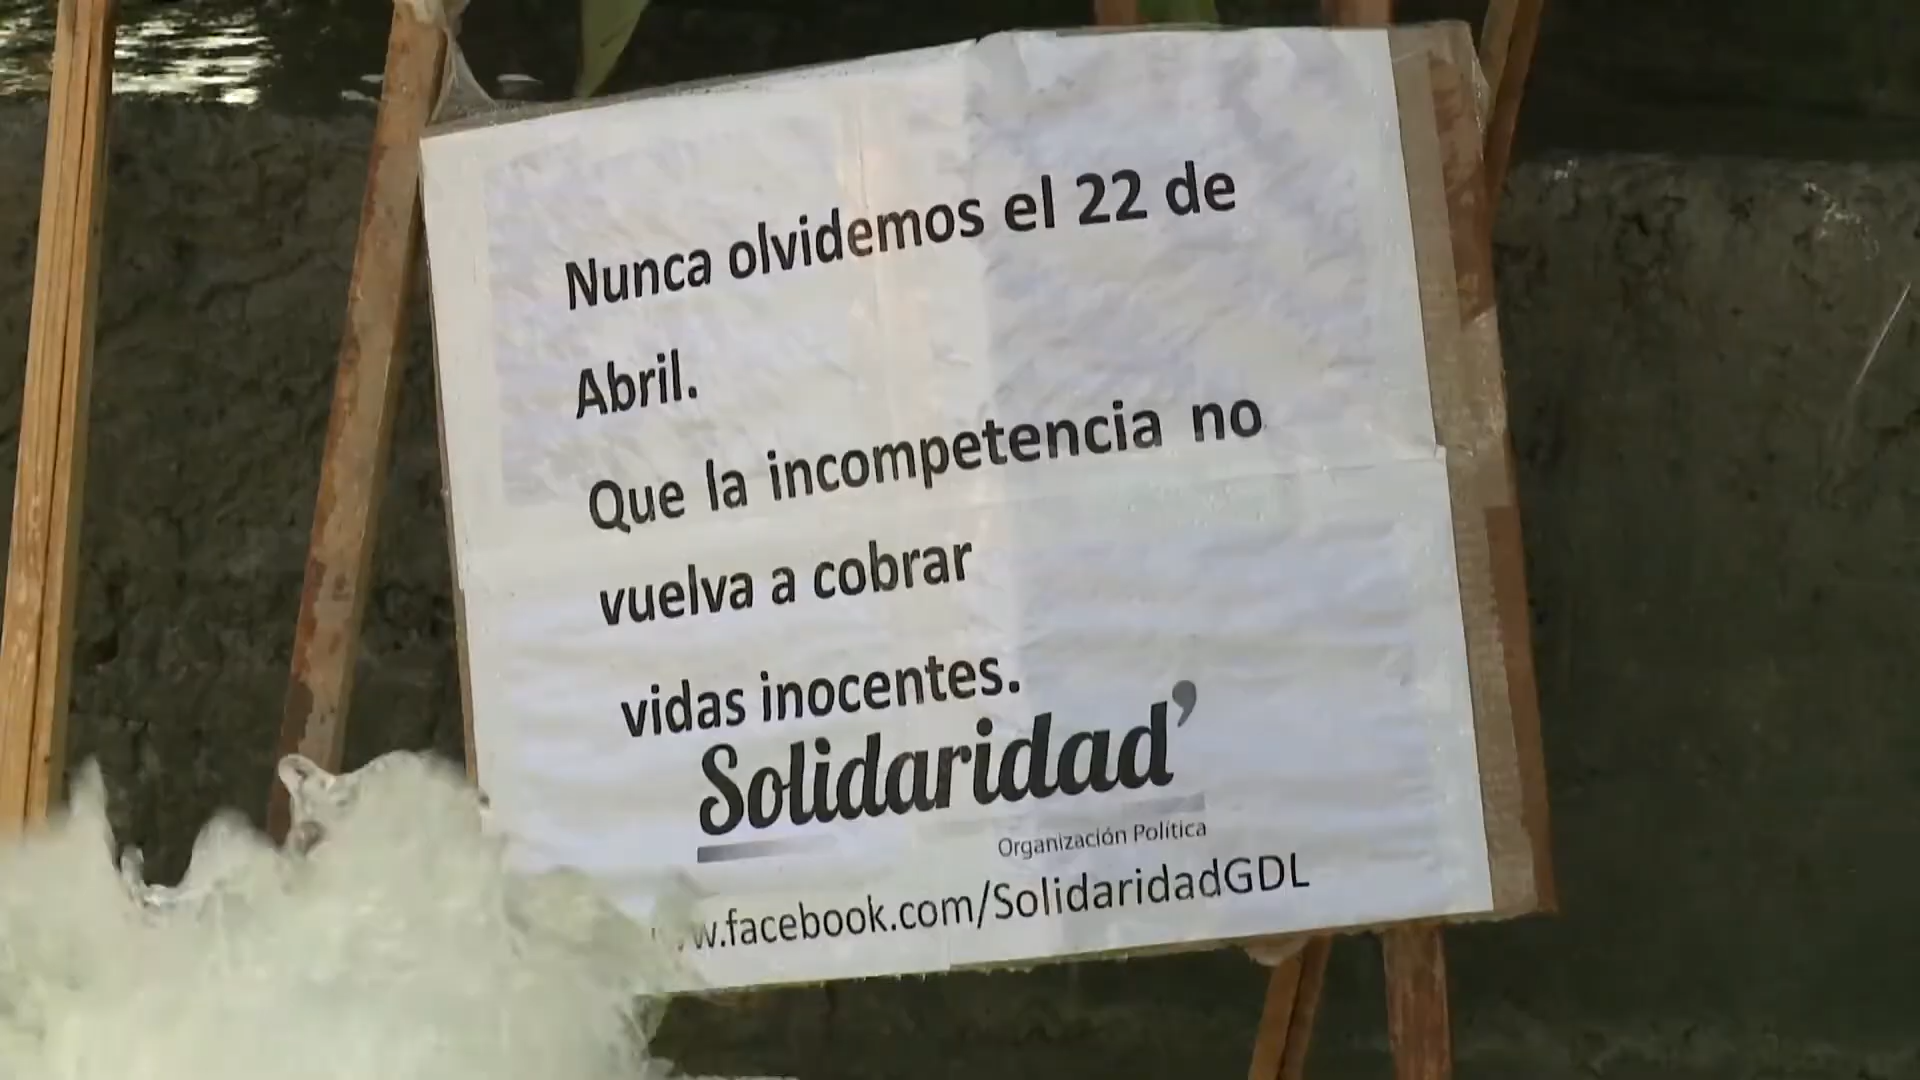 Nunca olvidemos el 22 de
Abril.
Que la incompetencia no
vuelva a cobrar
vidas inocentes.
Solidaridad’
Organización Política
w.facebook.com/SolidaridadGDL